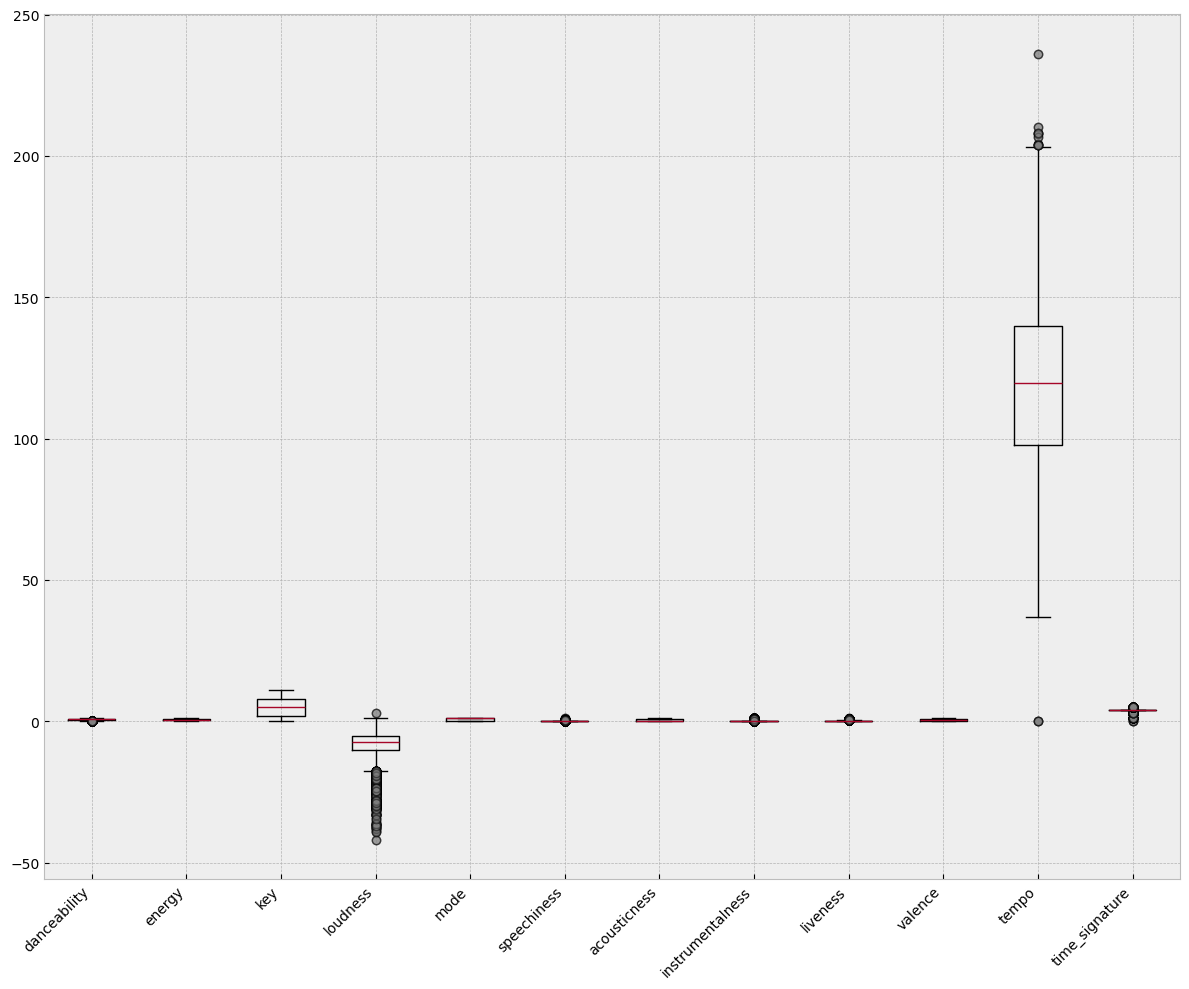 250
200
150
100
50
0
−50
danceability
energy
key
loudness
mode
speechiness
acousticness
instrumentalness
liveness
valence
tempo
time_signature